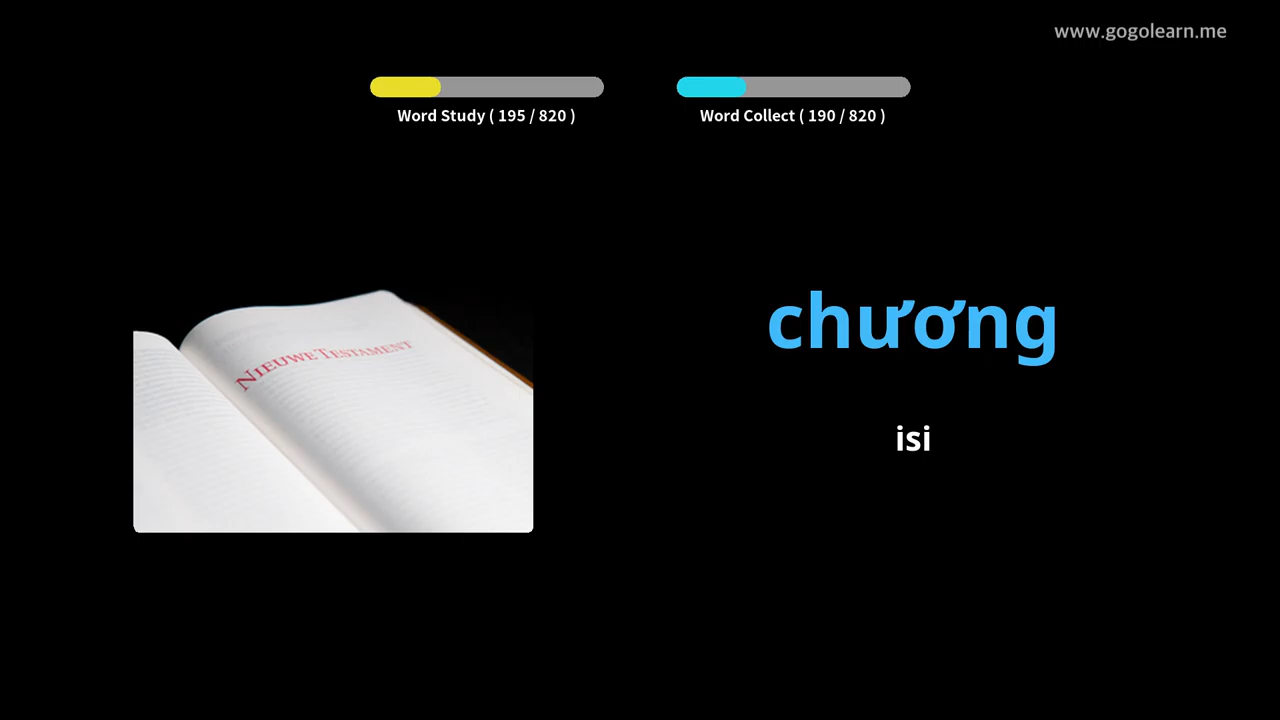 www.gogolearn.me
Word Study ( 195 / 820 )
Word Collect ( 190 / 820 )
NIEUWE TESTAMENT
chương
isi